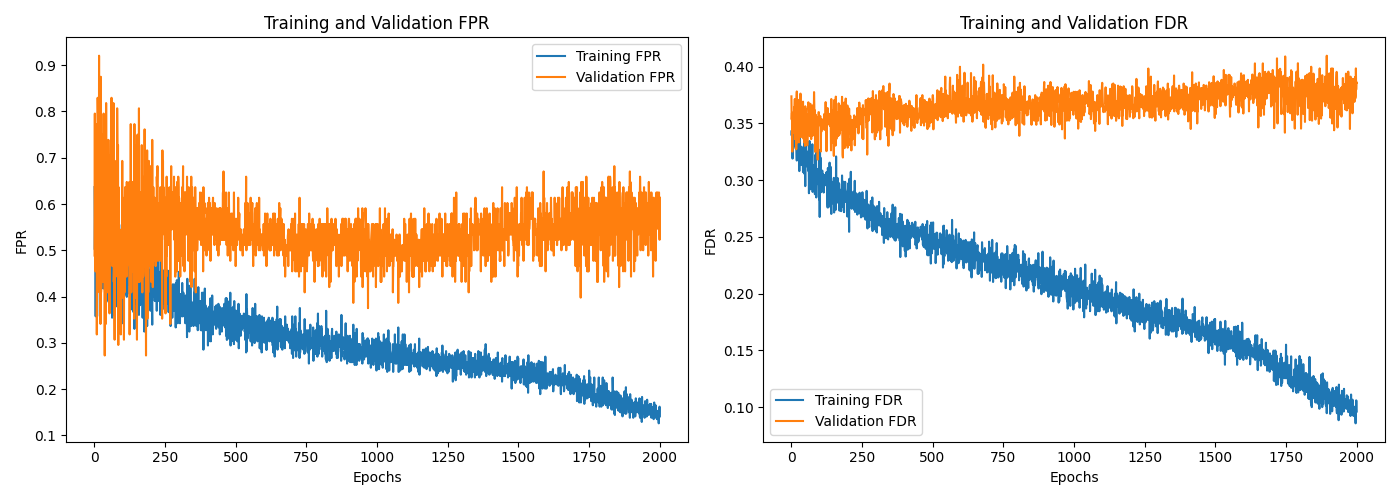 Training and Validation FPR
Training FPR
Validation FPR
0.9
0.8
0.7
0.6
0.5
0.4
0.3
0.2
0.1
FPR
0 250 500 750 1000 1250 1500 1750 2000
Epochs
Training and Validation FDR
0.40
0.35
0.30
0.25
0.20
0.15
0.10
FDR
Training FDR
Validation FDR
0 250 500 750 1000 1250 1500 1750 2000
Epochs